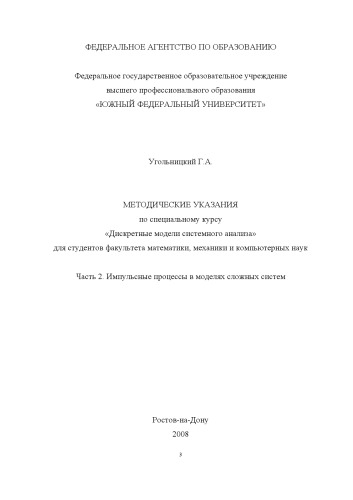 ФЕДЕРАЛЬНОЕ АГЕНТСТВО ПО ОБРАЗОВАНИЮ
Федеральное государственное образовательное учреждение
высшего профессионального образования
«ЮЖНЫЙ ФЕДЕРАЛЬНЫЙ УНИВЕРСИТЕТ»
Угольницкий Г.А.
МЕТОДИЧЕСКИЕ УКАЗАНИЯ
по специальному курсу
«Дискретные модели системного анализа»
для студентов факультета математики, механики и компьютерных наук
Часть 2. Импульсные процессы в моделях сложных систем
Ростов-на-Дону
2008
3